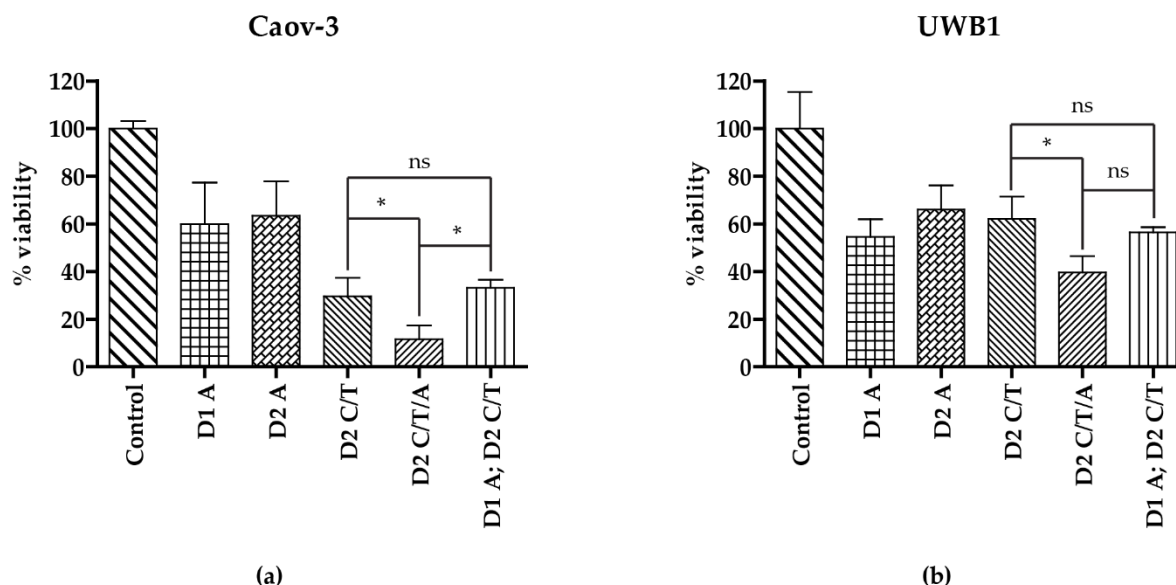 Caov-3
% viability
120
100
80
60
40
20
0
ns
*
*
Control
D1 A
D2 A
D2 C/T
D2 C/T/A
D1 A; D2 C/T
(a)
UWB1
% viability
120
100
80
60
40
20
0
ns
*
ns
Control
D1 A
D2 A
D2 C/T
D2 C/T/A
D1 A; D2 C/T
(b)